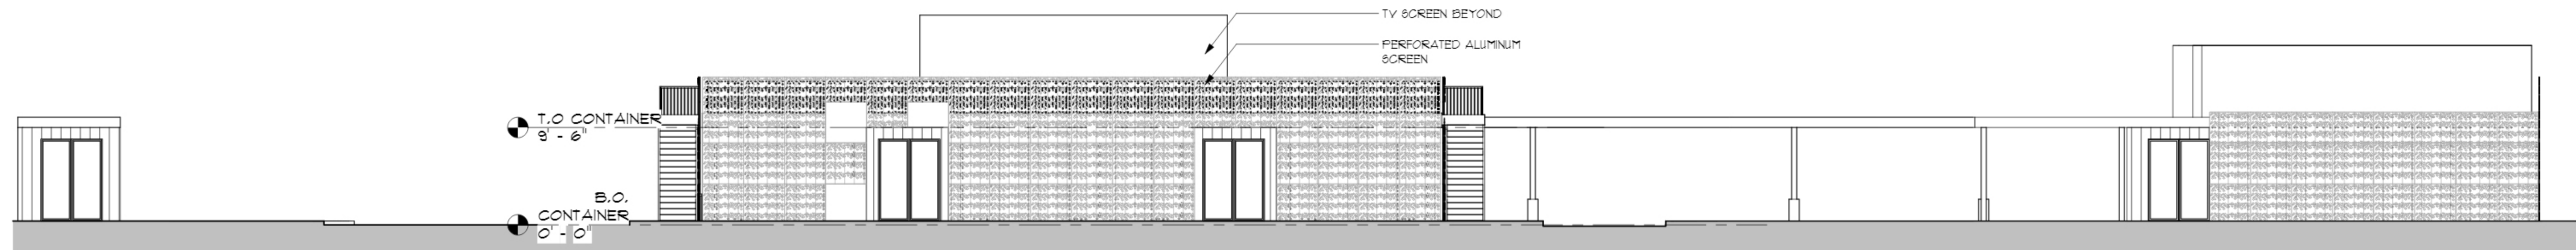 TV SCREEN BEYOND
PERFORATED ALUMINUM
SCREEN
T.O CONTAINER
9' - 6"
B.O.
CONTAINER
0' - 0"